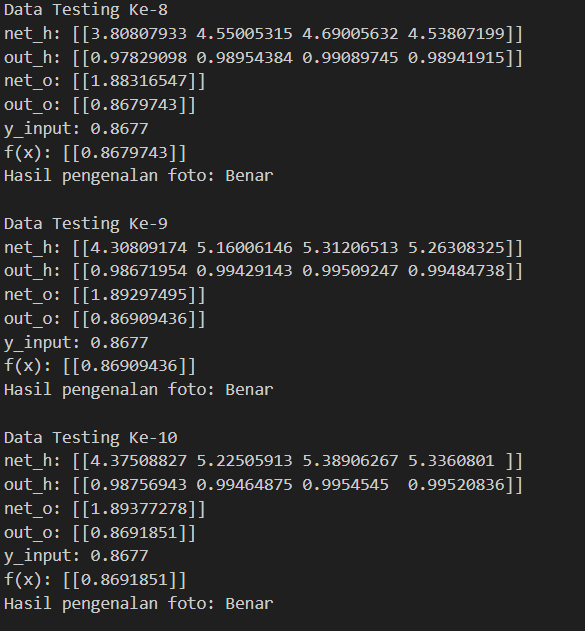 Data Testing Ke-8
net_h: [[3.80807933 4.55005315 4.69005632 4.53807199]]
out_h: [[0.97829098 0.98954384 0.99089745 0.98941915]]
net_o: [[1.88316547]]
out_o: [[0.8679743]]
y_input: 0.8677
f(x): [[0.8679743]]
Hasil pengenalan foto: Benar
Data Testing Ke-9
net_h: [[4.30809174 5.16006146 5.31206513 5.26308325]]
out_h: [[0.98671954 0.99429143 0.99509247 0.99484738]]
net_o: [[1.89297495]]
out_o: [[0.86909436]]
y_input: 0.8677
f(x): [[0.86909436]]
Hasil pengenalan foto: Benar
Data Testing Ke-10
net_h: [[4.37508827 5.22505913 5.38906267 5.3360801 ]]
out_h: [[0.98756943 0.99464875 0.9954545  0.99520836]]
net_o: [[1.89377278]]
out_o: [[0.8691851]]
y_input: 0.8677
f(x): [[0.8691851]]
Hasil pengenalan foto: Benar